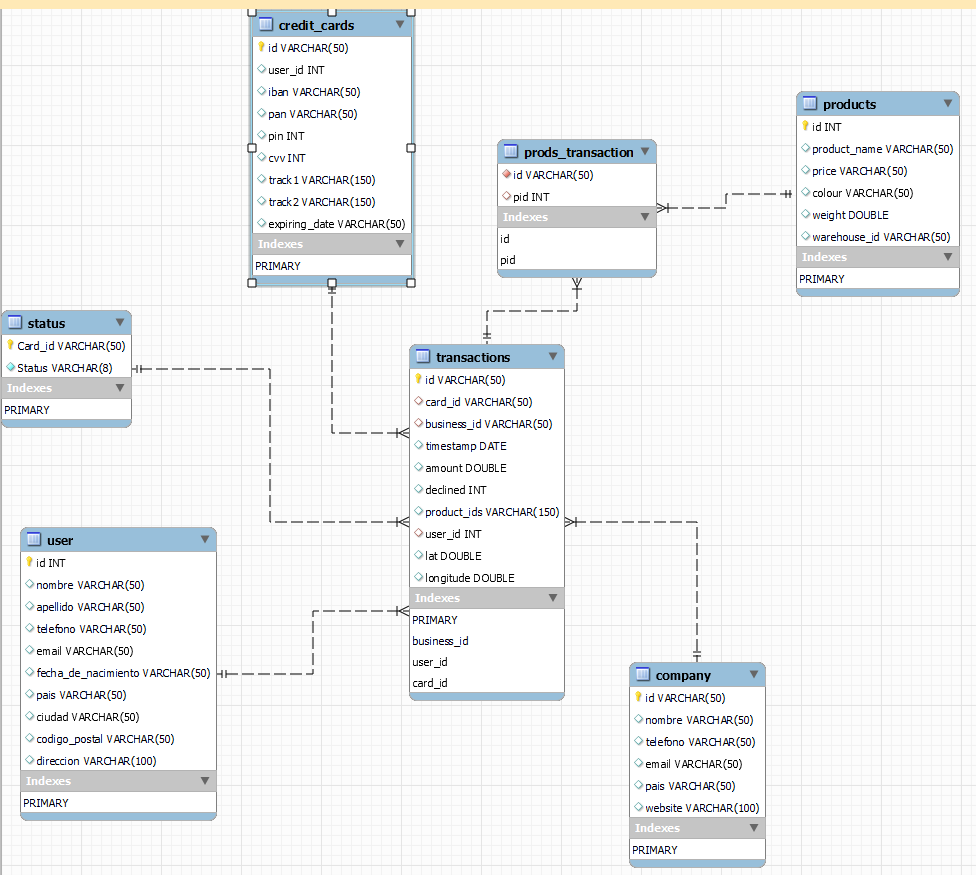 credit_cards
id VARCHAR(50)
user_id INT
iban VARCHAR(50)
pan VARCHAR(50)
pin INT
cvv INT
track1 VARCHAR(150)
track2 VARCHAR(150)
expiring_date VARCHAR(50)
Indexes
PRIMARY
prods_transaction
id VARCHAR(50)
pid INT
Indexes
id
pid
products
id INT
product_name VARCHAR(50)
price VARCHAR(50)
colour VARCHAR(50)
weight DOUBLE
warehouse_id VARCHAR(50)
Indexes
PRIMARY
status
Card_id VARCHAR(50)
Status VARCHAR(8)
Indexes
PRIMARY
transactions
id VARCHAR(50)
card_id VARCHAR(50)
business_id VARCHAR(50)
timestamp DATE
amount DOUBLE
declined INT
product_ids VARCHAR(150)
user_id INT
lat DOUBLE
longitude DOUBLE
Indexes
PRIMARY
business_id
user_id
card_id
user
id INT
nombre VARCHAR(50)
apellido VARCHAR(50)
telefono VARCHAR(50)
email VARCHAR(50)
fecha_de_nacimiento VARCHAR(50)
pais VARCHAR(50)
ciudad VARCHAR(50)
codigo_postal VARCHAR(50)
direccion VARCHAR(100)
Indexes
PRIMARY
company
id VARCHAR(50)
nombre VARCHAR(50)
telefono VARCHAR(50)
email VARCHAR(50)
pais VARCHAR(50)
website VARCHAR(100)
Indexes
PRIMARY